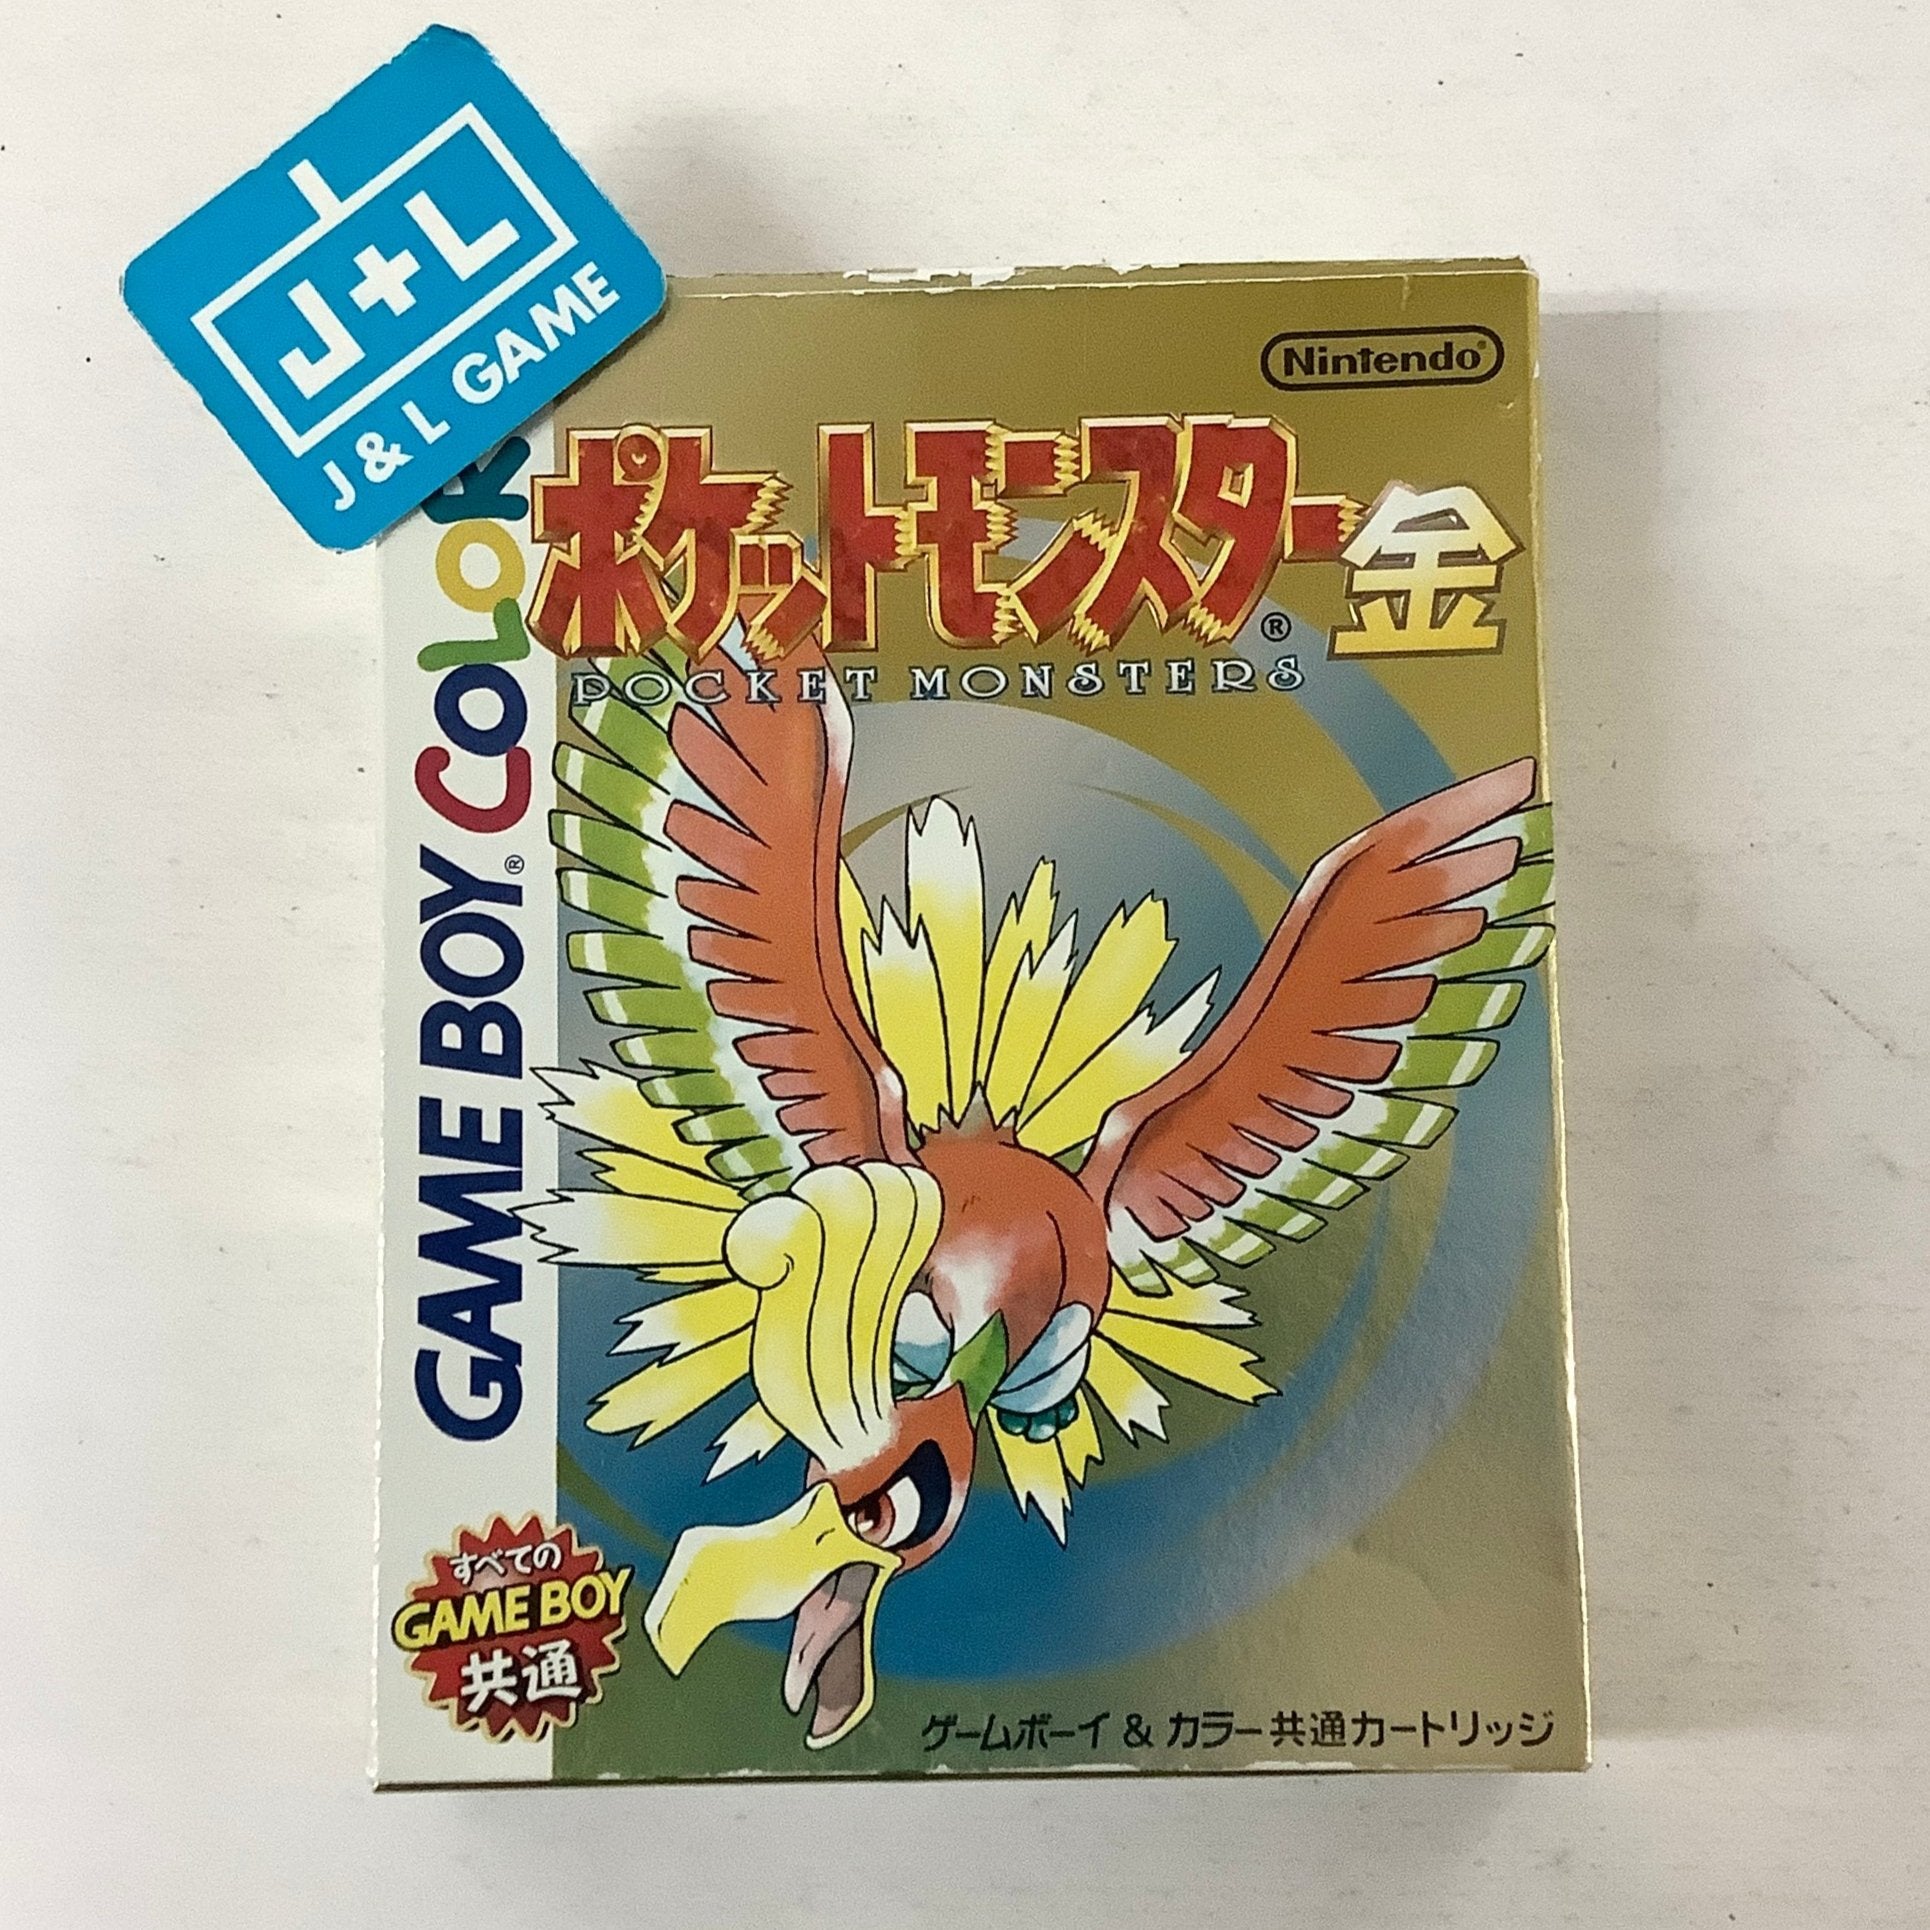 J+L
J & L GAME
Nintendo®
ポケットモンスター金
®
POCKET MONSTERS
GAME BOY® COLOR
すべての
GAME BOY
共通
ゲームボーイ & カラー共通カートリッジ